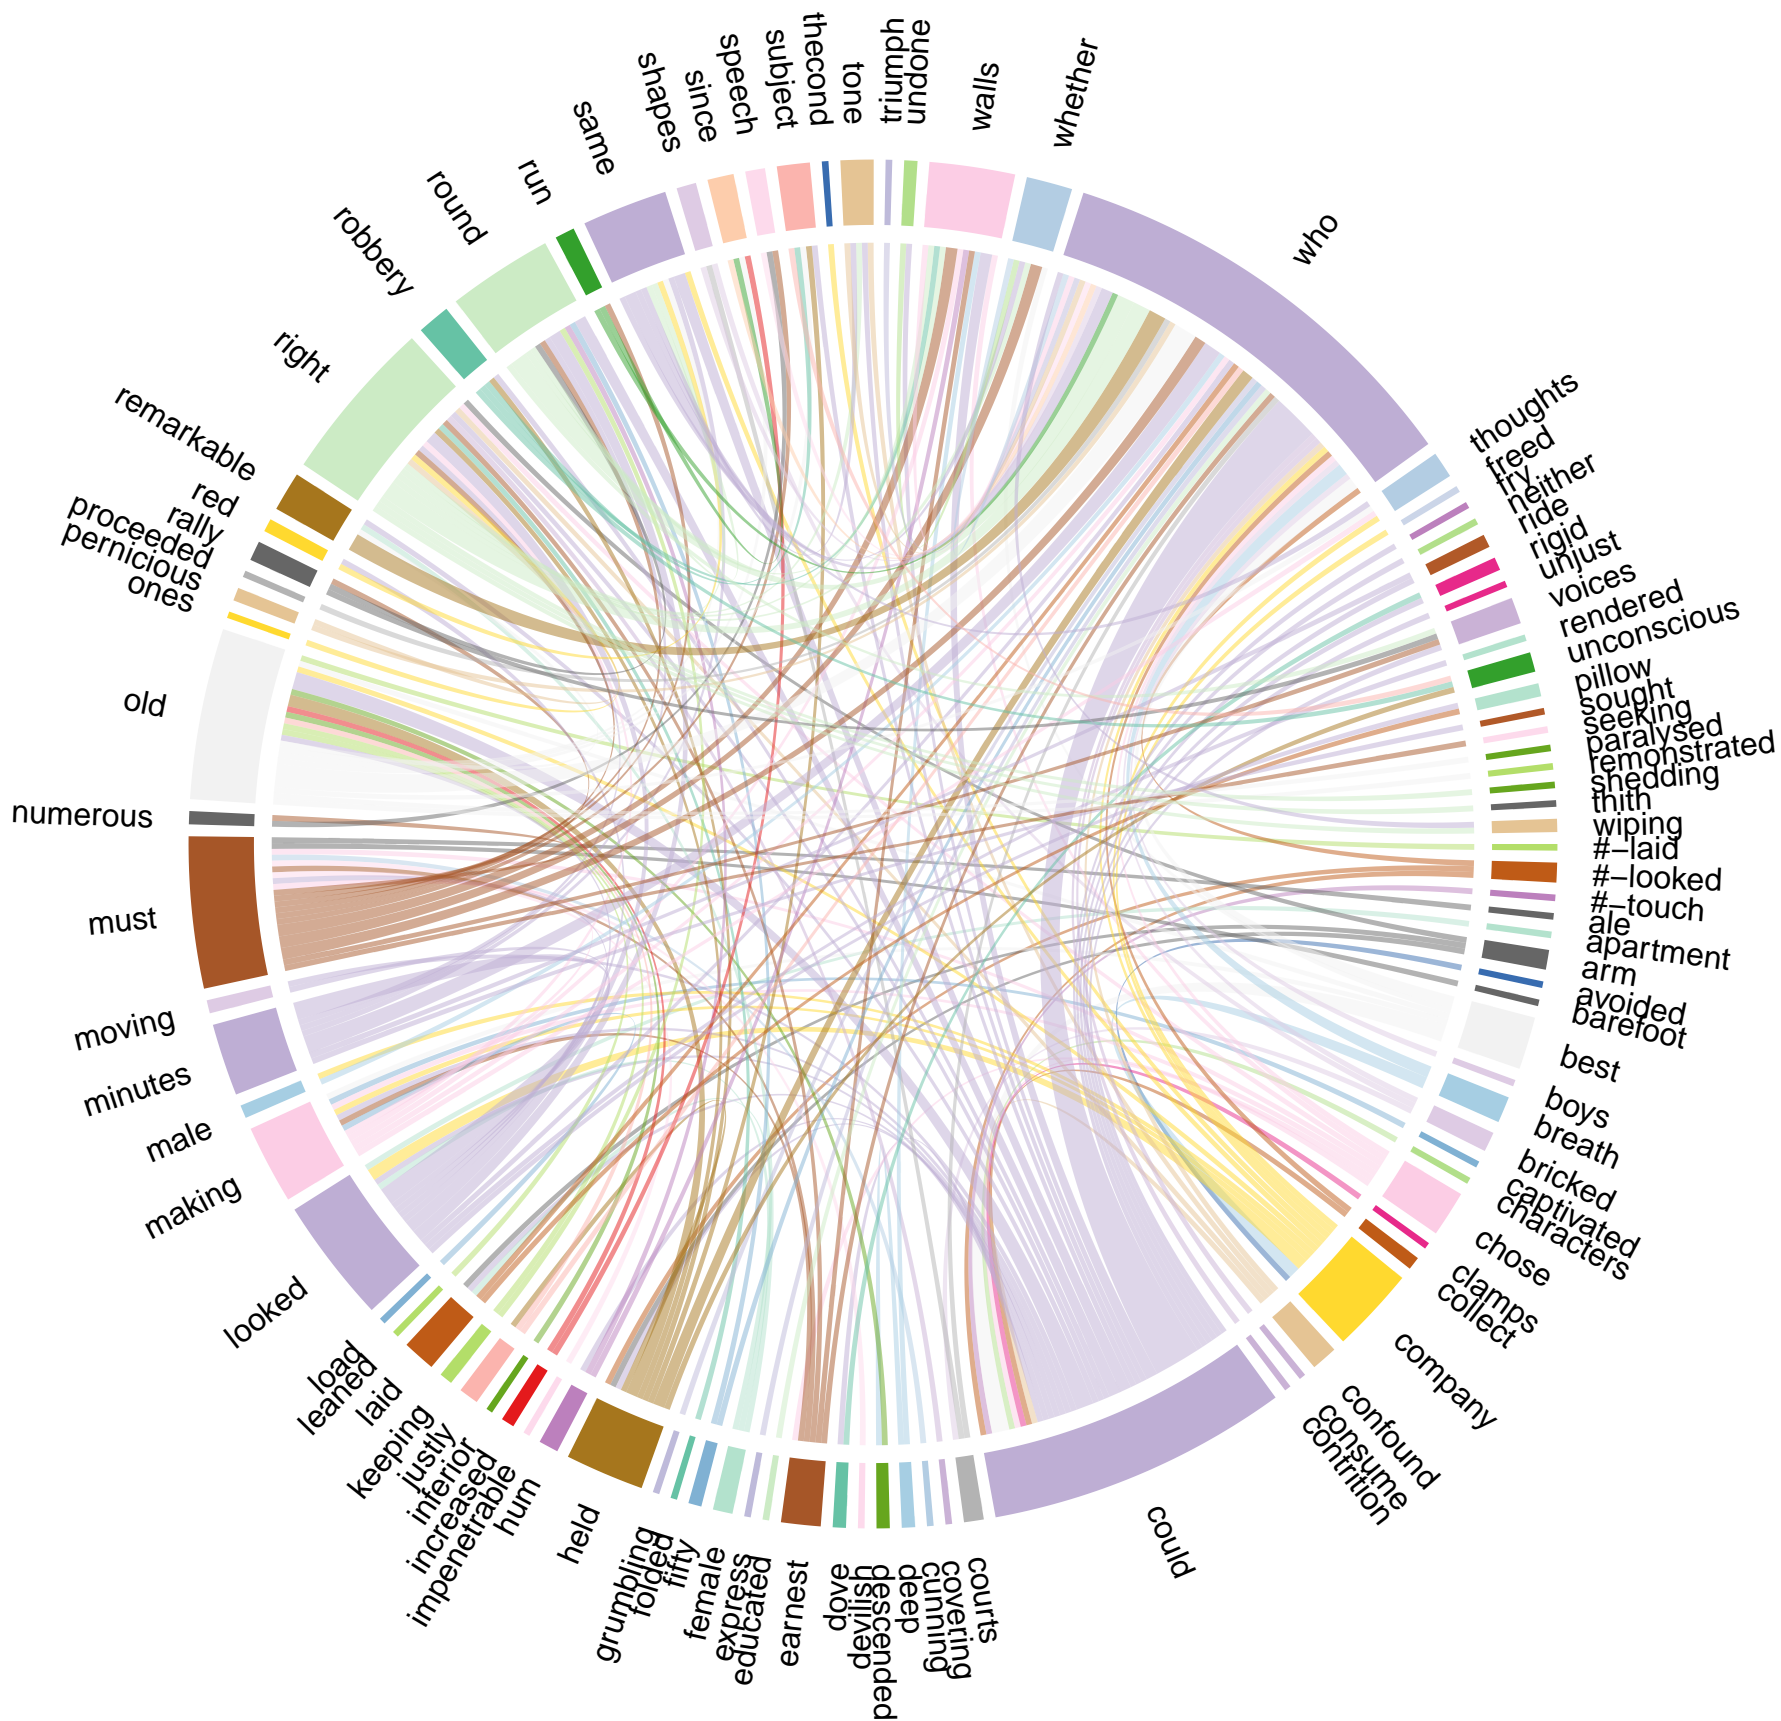 who
thoughts
freed
fry
neither
ride
rigid
unjust
voices
rendered
unconscious
pillow
sought
seeking
paralysed
remonstrated
shedding
thith
wiping
#–laid
#–looked
#–touch
ale
apartment
arm
avoided
barefoot
best
boys
breath
bricked
captivated
characters
chose
clamps
collect
company
confound
consume
contrition
could
courts
covering
cunning
deep
descended
devilish
dove
earnest
educated
express
female
fifty
folded
grumbling
held
hum
impenetrable
increased
inferior
justly
keeping
laid
leaned
load
looked
making
male
minutes
moving
must
numerous
old
ones
pernicious
proceeded
rally
red
remarkable
right
robbery
round
run
same
shapes
since
speech
subject
thecond
tone
triumph
undone
walls
whether